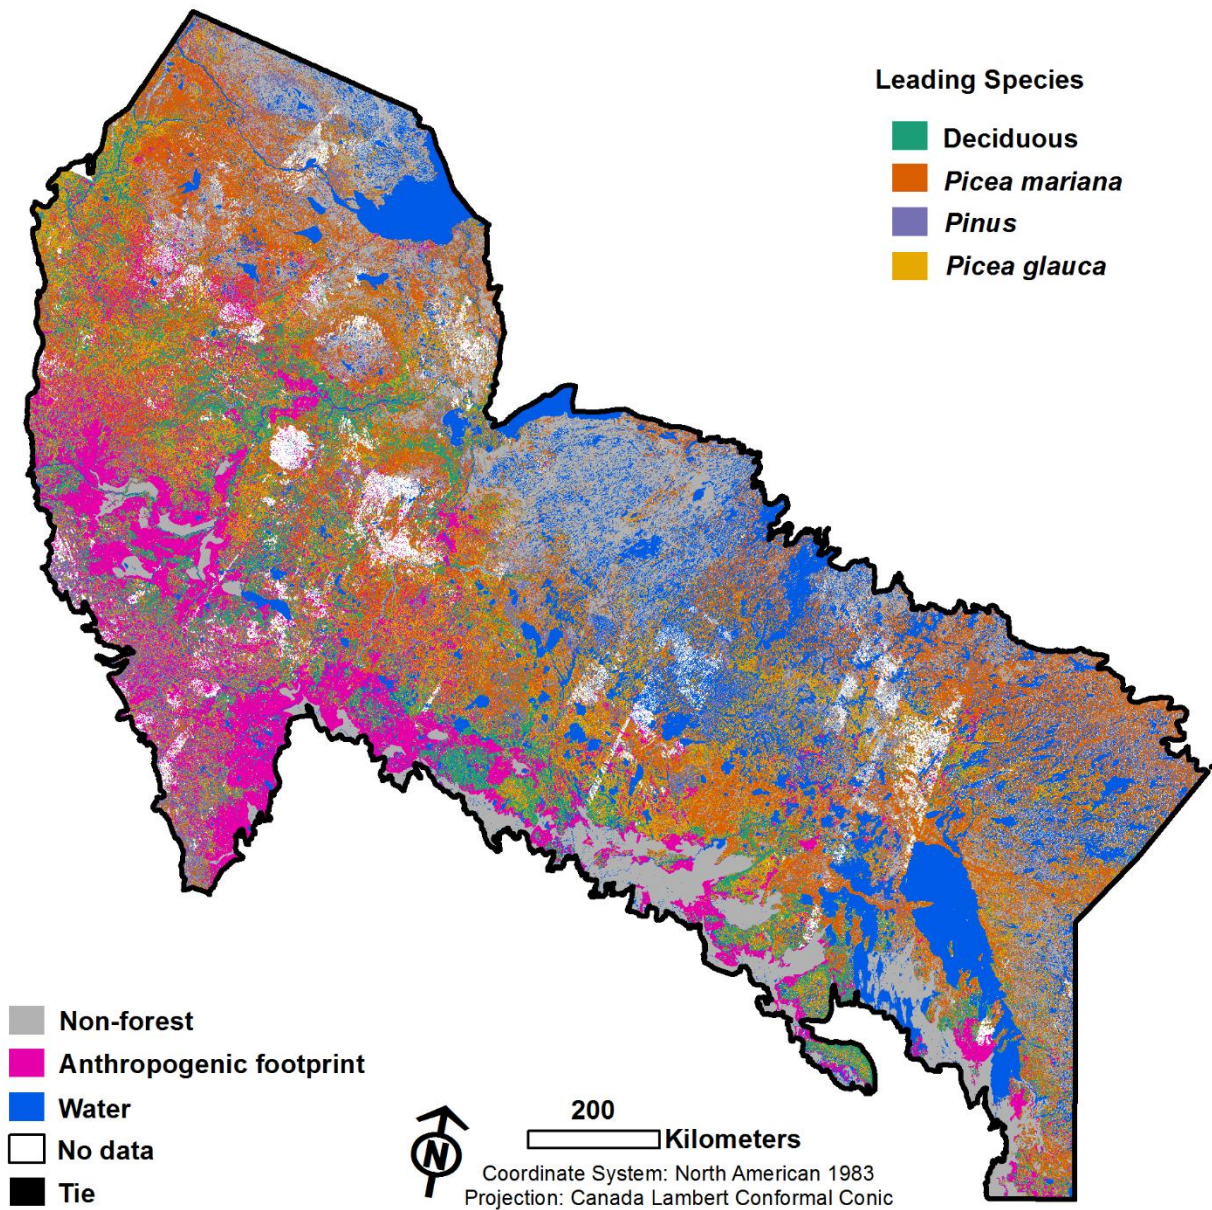 Leading Species
Deciduous
Picea mariana
Pinus
Picea glauca
Non-forest
Anthropogenic footprint
Water
No data
Tie
N
200
Kilometers
Coordinate System: North American 1983
Projection: Canada Lambert Conformal Conic